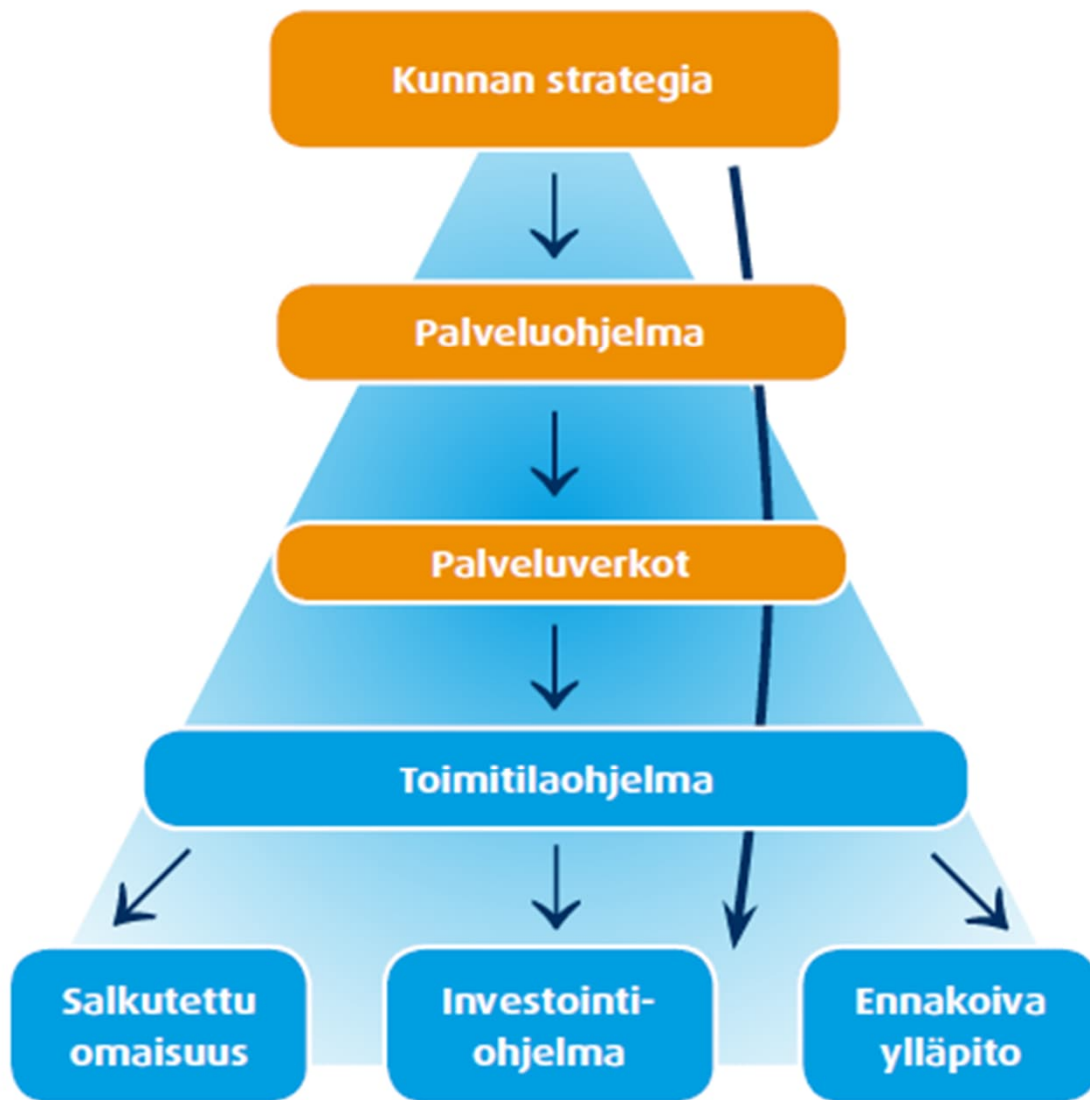 Kunnan strategia
Palveluohjelma
Palveluverkot
Toimitilaohjelma
Salkutettu
omaisuus
Investointi-
ohjelma
Ennakoiva
ylläpito